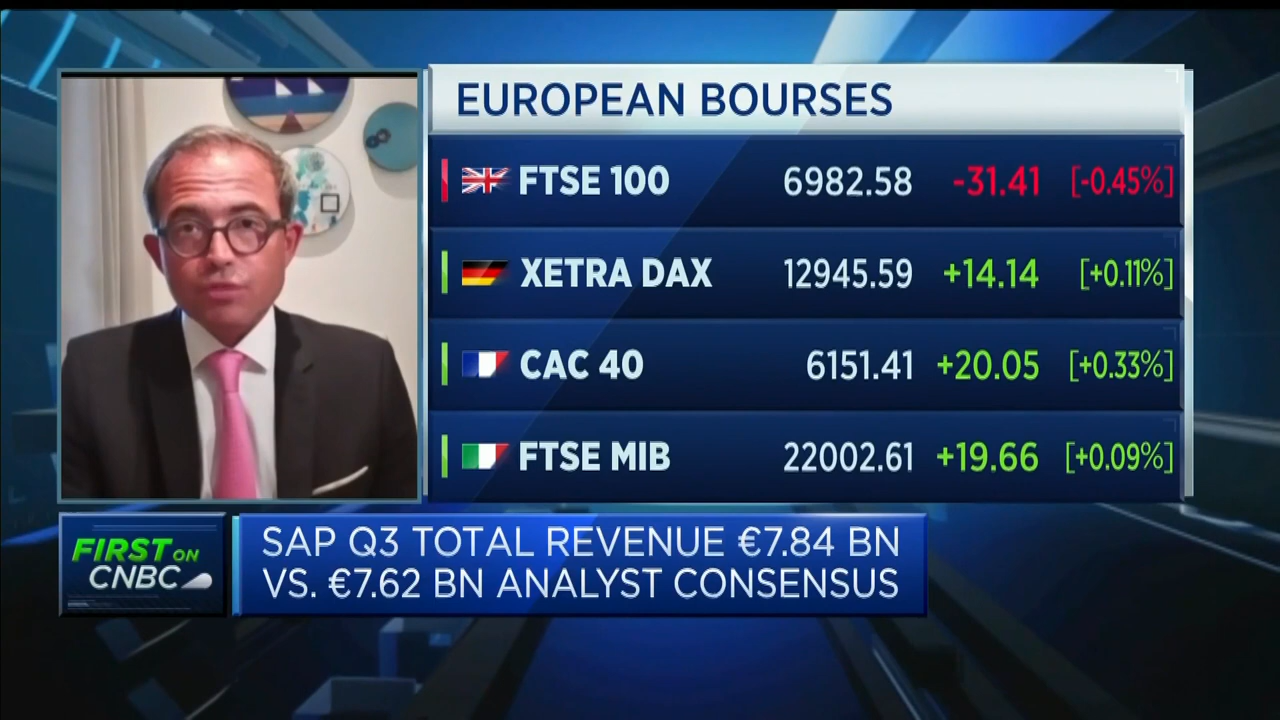 EUROPEAN BOURSES
FTSE 100 6982.58 -31.41 [-0.45%]
XETRA DAX 12945.59 +14.14 [+0.11%]
CAC 40 6151.41 +20.05 [+0.33%]
FTSE MIB 22002.61 +19.66 [+0.09%]
FIRST ON
CNBC
SAP Q3 TOTAL REVENUE €7.84 BN
VS. €7.62 BN ANALYST CONSENSUS